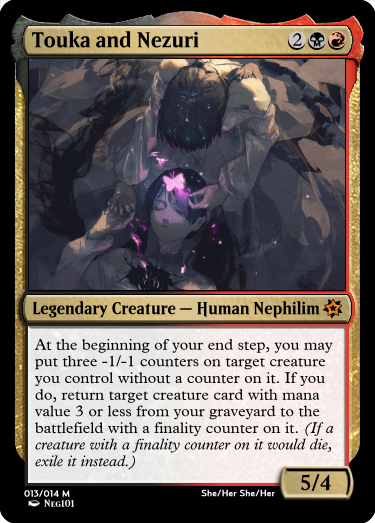 Touka and Nezuri 2
Legendary Creature — Human Nephilim
At the beginning of your end step, you may
put three -1/-1 counters on target creature
you control without a counter on it. If you
do, return target creature card with mana
value 3 or less from your graveyard to the
battlefield with a finality counter on it. (If a
creature with a finality counter on it would die,
exile it instead.)
5/4
013/014 M She/Her She/Her
Neg101